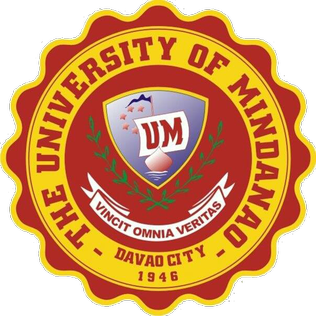 - THE UNIVERSITY OF MINDANAO -
UM
VINCIT OMNIA VERITAS
DAVAO CITY
1946